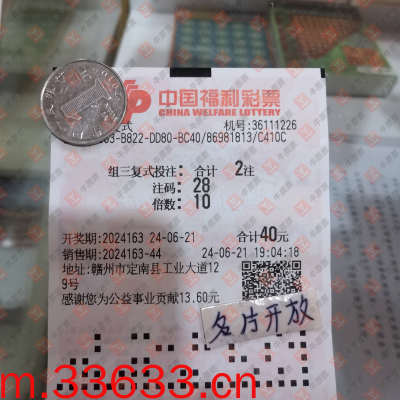 中国福利彩票
CHINA WELFARE LOTTERY
式 机号:36111226
03-B822-DD80-BC40/86981813/C410C
组三复式投注: 合计 2注
注码: 28
倍数: 10
开奖期:2024163 24-06-21 合计40元
销售期:2024163-44 24-06-21 19:04:18
地址:赣州市定南县工业大道12
9号
感谢您为公益事业贡献13.60元
名片开放
m.33633.cn